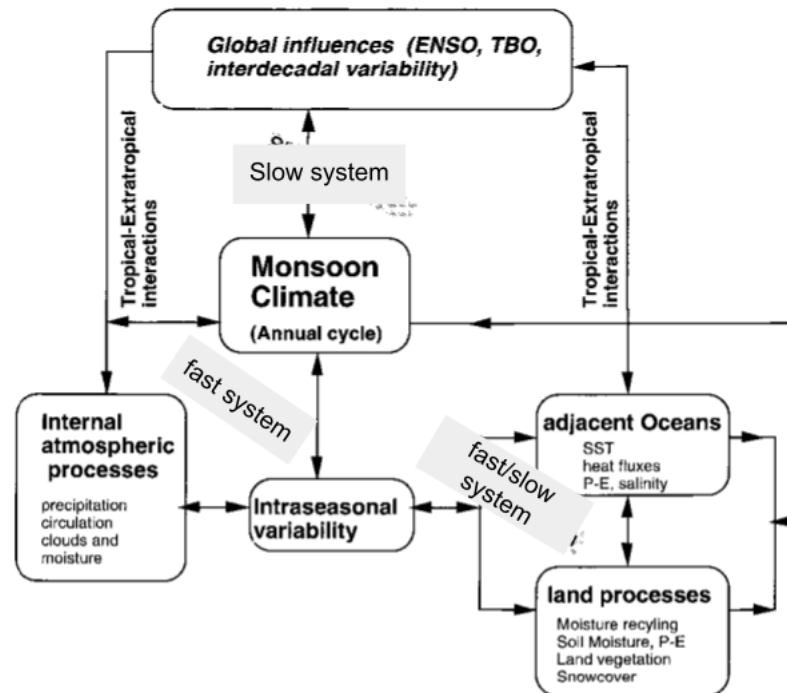 Global influences (ENSO, TBO,
interdecadal variability)
Tropical-Extratropical
interactions
Slow system
Tropical-Extratropical
interactions
Monsoon
Climate
(Annual cycle)
fast system
Internal
atmospheric
processes
precipitation
circulation
clouds and
moisture
Intraseasonal
variability
fast/slow
system
adjacent Oceans
SST
heat fluxes
P-E, salinity
land processes
Moisture recyling
Soil Moisture, P-E
Land vegetation
Snowcover